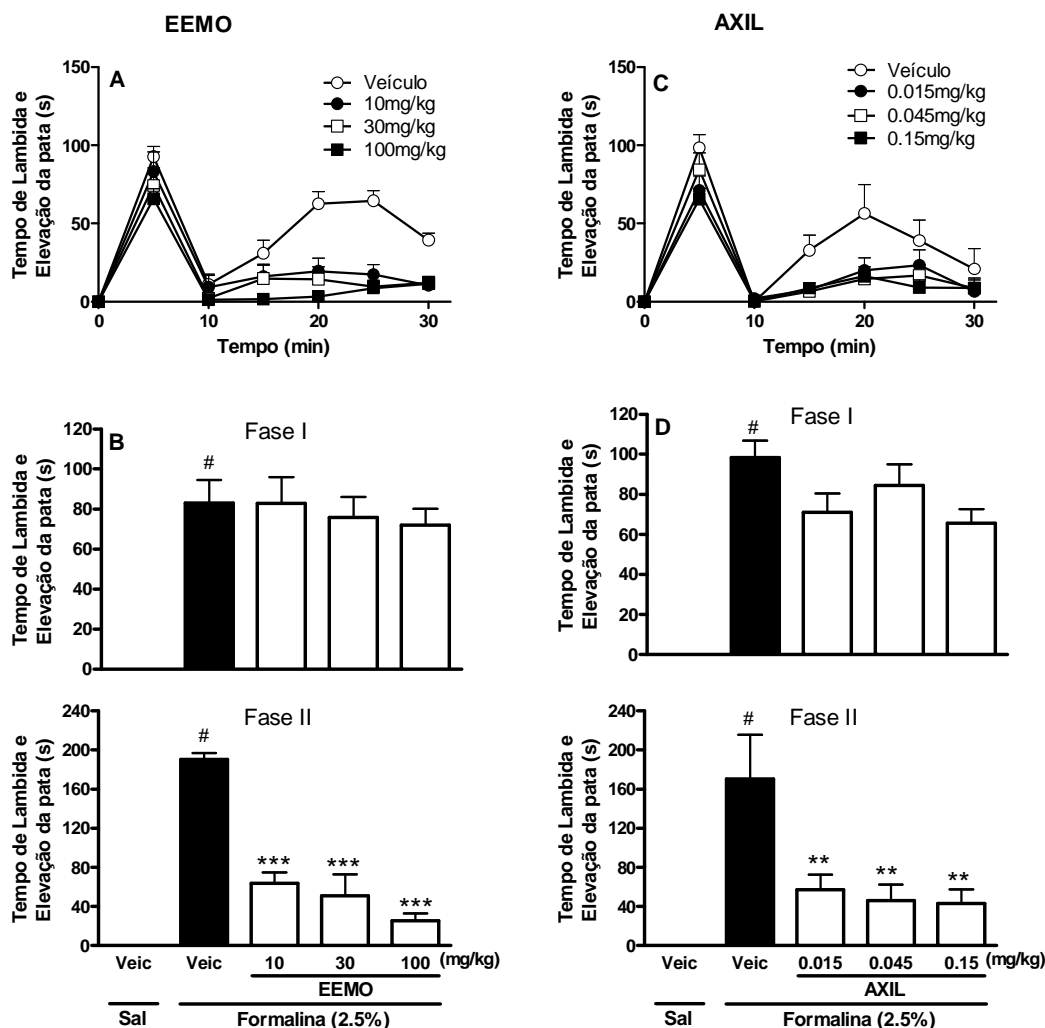 EEMO
AXIL
Tempo de Lambida e
Elevação da pata (s)
A
150
100
50
0
Veículo
10mg/kg
30mg/kg
100mg/kg
0 10 20 30
Tempo (min)
Tempo de Lambida e
Elevação da pata (s)
C
150
100
50
0
Veículo
0.015mg/kg
0.045mg/kg
0.15mg/kg
0 10 20 30
Tempo (min)
Tempo de Lambida e
Elevação da pata (s)
B
Fase I
120
100
80
60
40
20
0
#
Tempo de Lambida e
Elevação da pata (s)
D
Fase I
120
100
80
60
40
20
0
#
Tempo de Lambida e
Elevação da pata (s)
Fase II
240
200
160
120
80
40
0
#
*** *** ***
Veic Veic 10 30 100 (mg/kg)
EEMO
Sal Formalina (2.5%)
Tempo de Lambida e
Elevação da pata (s)
Fase II
240
200
160
120
80
40
0
#
** ** **
Veic Veic 0.015 0.045 0.15 (mg/kg)
AXIL
Sal Formalina (2.5%)